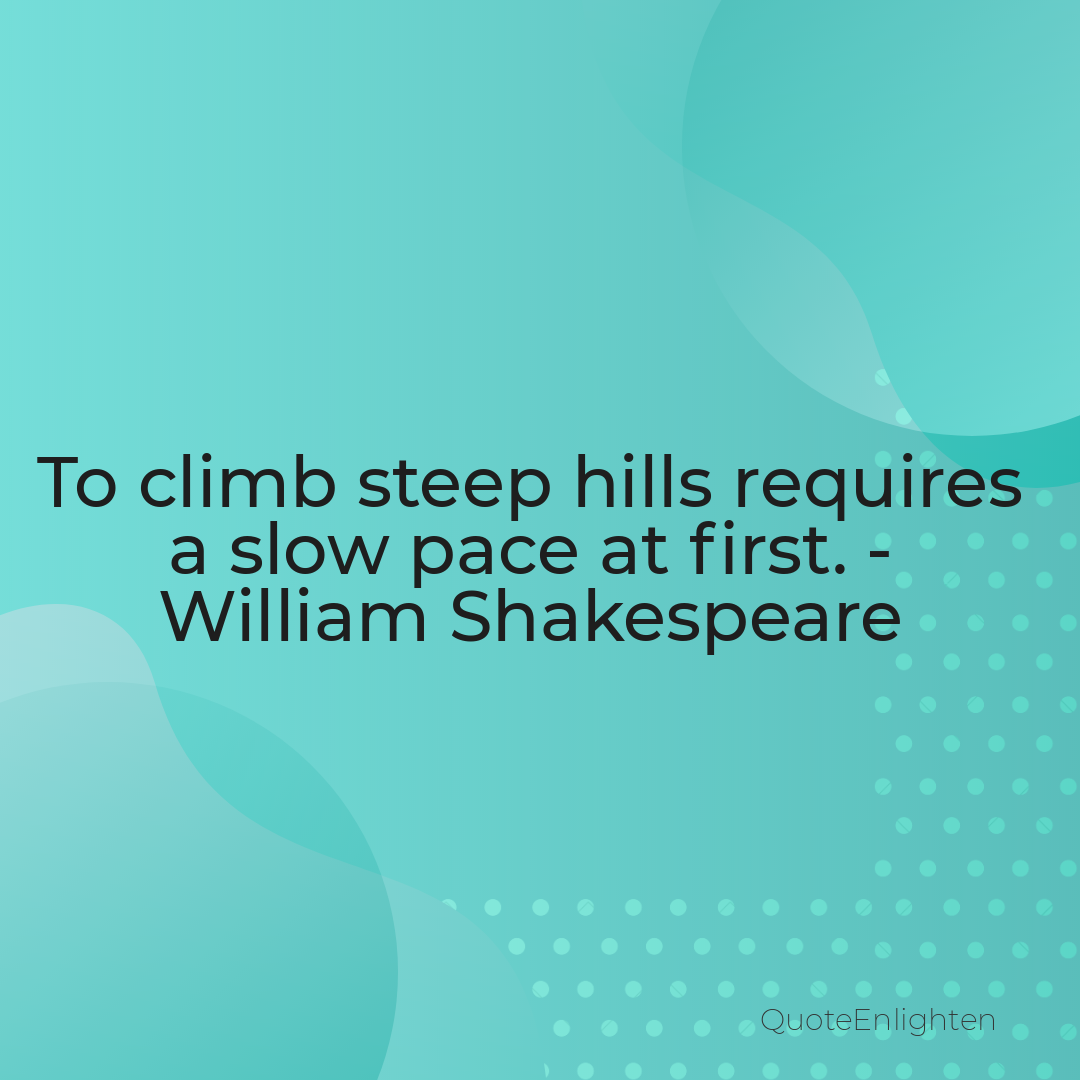 To climb steep hills requires
a slow pace at first. -
William Shakespeare
QuoteEnlighten